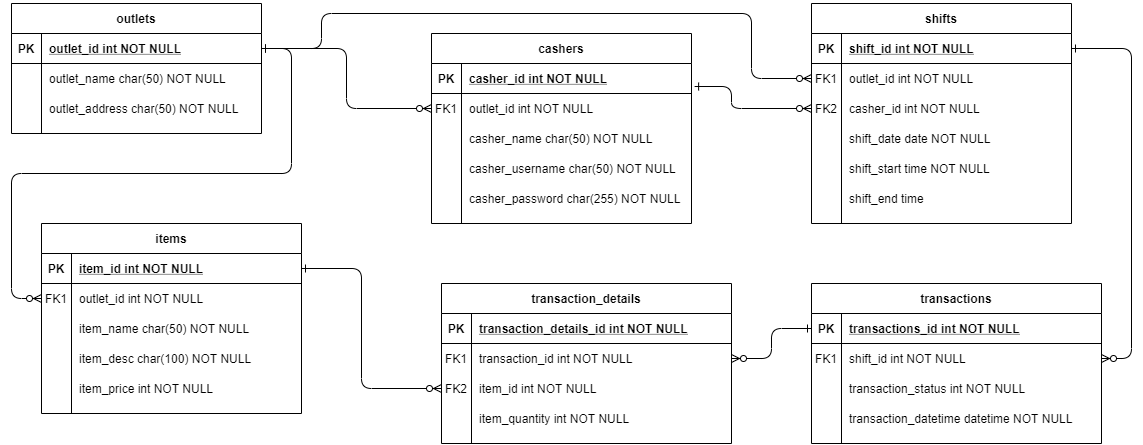 outlets
PK outlet_id int NOT NULL
outlet_name char(50) NOT NULL
outlet_address char(50) NOT NULL
cashers
PK casher_id int NOT NULL
FK1 outlet_id int NOT NULL
casher_name char(50) NOT NULL
casher_username char(50) NOT NULL
casher_password char(255) NOT NULL
shifts
PK shift_id int NOT NULL
FK1 outlet_id int NOT NULL
FK2 casher_id int NOT NULL
shift_date date NOT NULL
shift_start time NOT NULL
shift_end time
items
PK item_id int NOT NULL
FK1 outlet_id int NOT NULL
item_name char(50) NOT NULL
item_desc char(100) NOT NULL
item_price int NOT NULL
transaction_details
PK transaction_details_id int NOT NULL
FK1 transaction_id int NOT NULL
FK2 item_id int NOT NULL
item_quantity int NOT NULL
transactions
PK transactions_id int NOT NULL
FK1 shift_id int NOT NULL
transaction_status int NOT NULL
transaction_datetime datetime NOT NULL